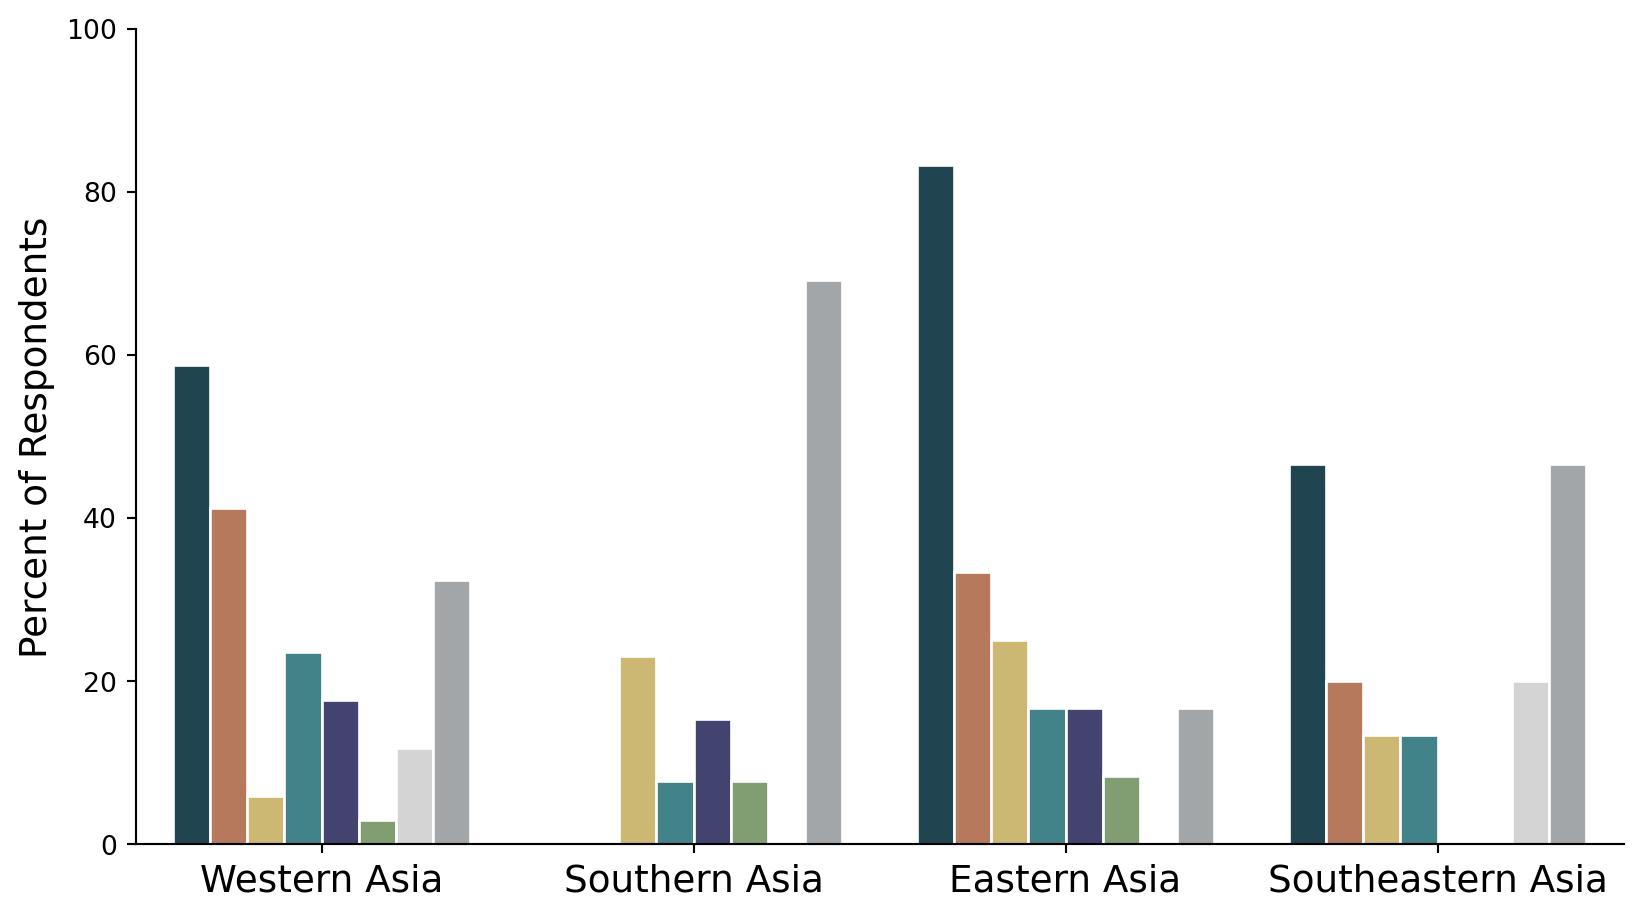 100
80
60
40
20
0
Percent of Respondents
Western Asia
Southern Asia
Eastern Asia
Southeastern Asia